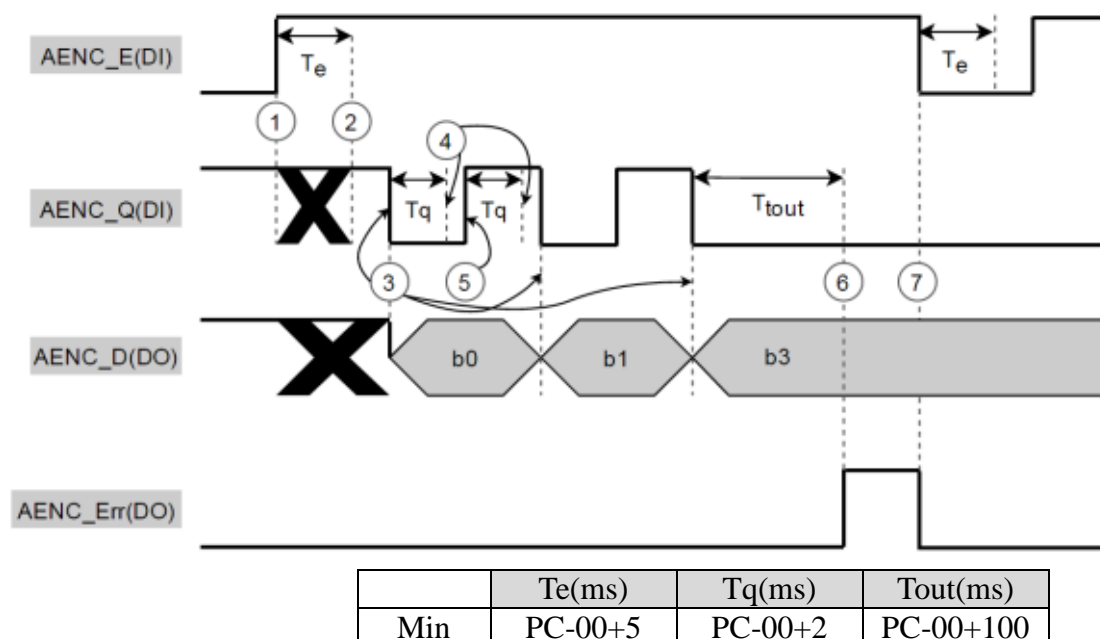 AENC_E(DI)
Te
Te
1
2
4
AENC_Q(DI)
Tq
Tq
Ttout
3
5
6
7
AENC_D(DO)
b0
b1
b3
AENC_Err(DO)
Te(ms) Tq(ms) Tout(ms)
Min PC-00+5 PC-00+2 PC-00+100